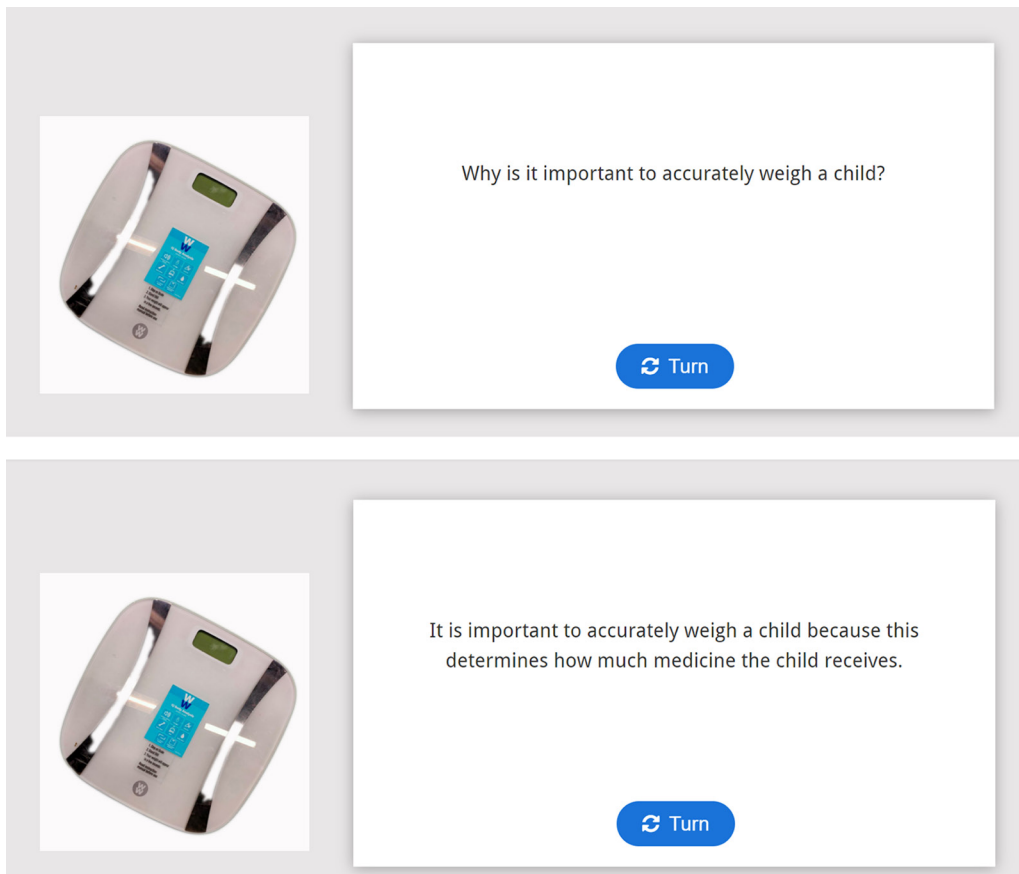 Why is it important to accurately weigh a child?
Turn
It is important to accurately weigh a child because this
determines how much medicine the child receives.
Turn